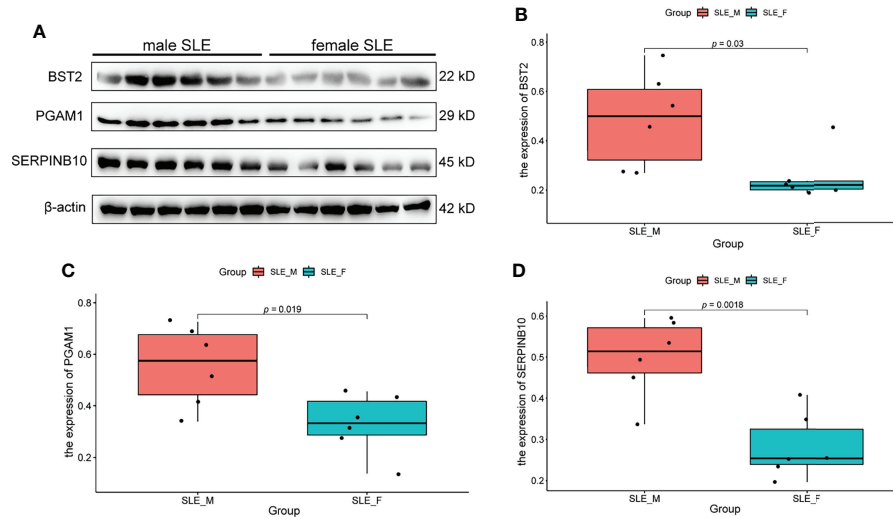 A
male SLE female SLE
BST2 22 kD
PGAM1 29 kD
SERPINB10 45 kD
β-actin 42 kD
B
Group SLE_M SLE_F
p = 0.03
the expression of BST2
0.8
0.6
0.4
0.2
SLE_M SLE_F
Group
C
Group SLE_M SLE_F
p = 0.019
the expression of PGAM1
0.8
0.6
0.4
0.2
SLE_M SLE_F
Group
D
Group SLE_M SLE_F
p = 0.0018
the expression of SERPINB10
0.6
0.5
0.4
0.3
0.2
SLE_M SLE_F
Group